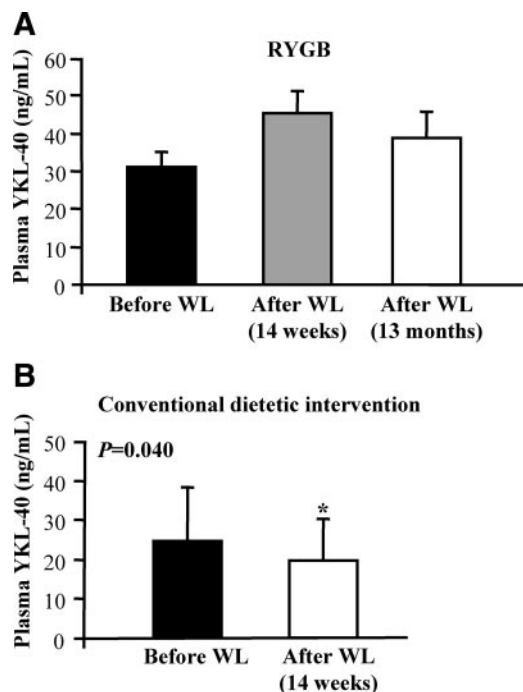 A
RYGB
Plasma YKL-40 (ng/mL)
60
50
40
30
20
10
0
Before WL
After WL
(14 weeks)
After WL
(13 months)
B
Conventional dietetic intervention
Plasma YKL-40 (ng/mL)
50
40
30
20
10
0
P=0.040
*
Before WL
After WL
(14 weeks)